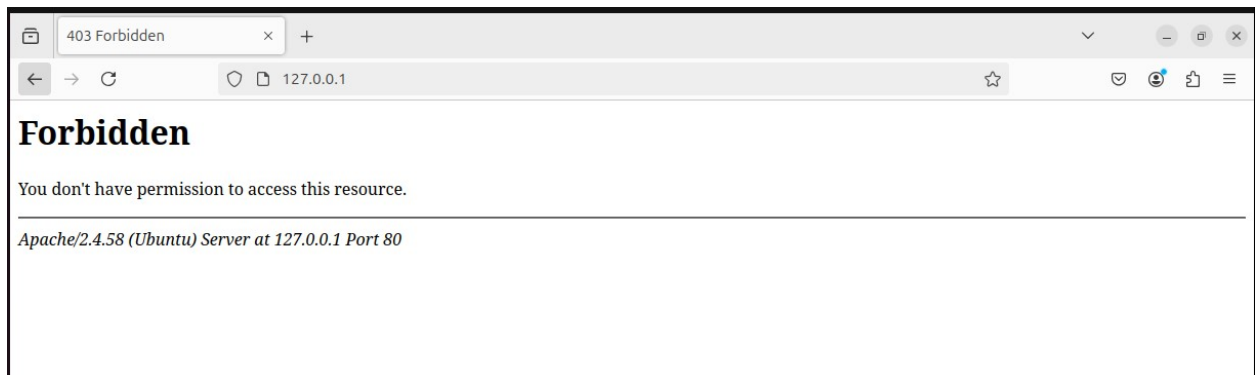 403 Forbidden
127.0.0.1
Forbidden
You don't have permission to access this resource.
Apache/2.4.58 (Ubuntu) Server at 127.0.0.1 Port 80